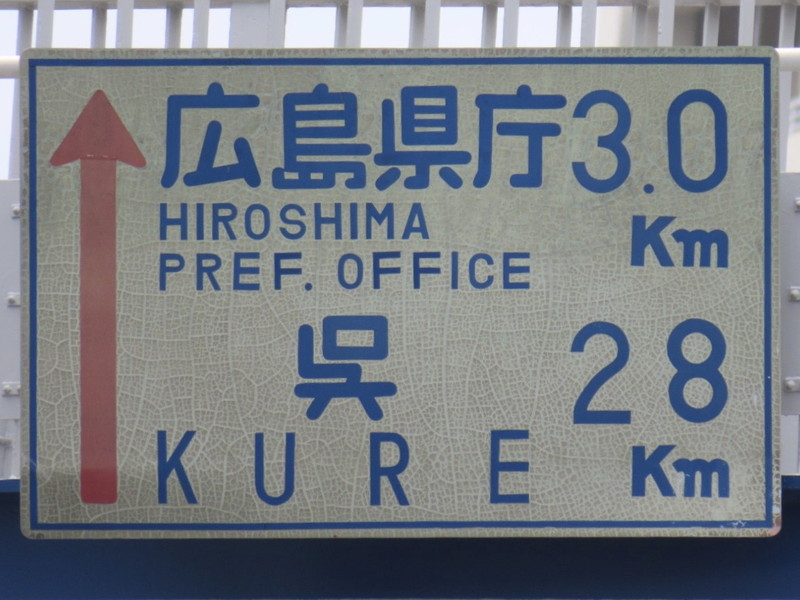 広島県庁 3.0
HIROSHIMA Km
PREF. OFFICE
呉 28
KURE Km